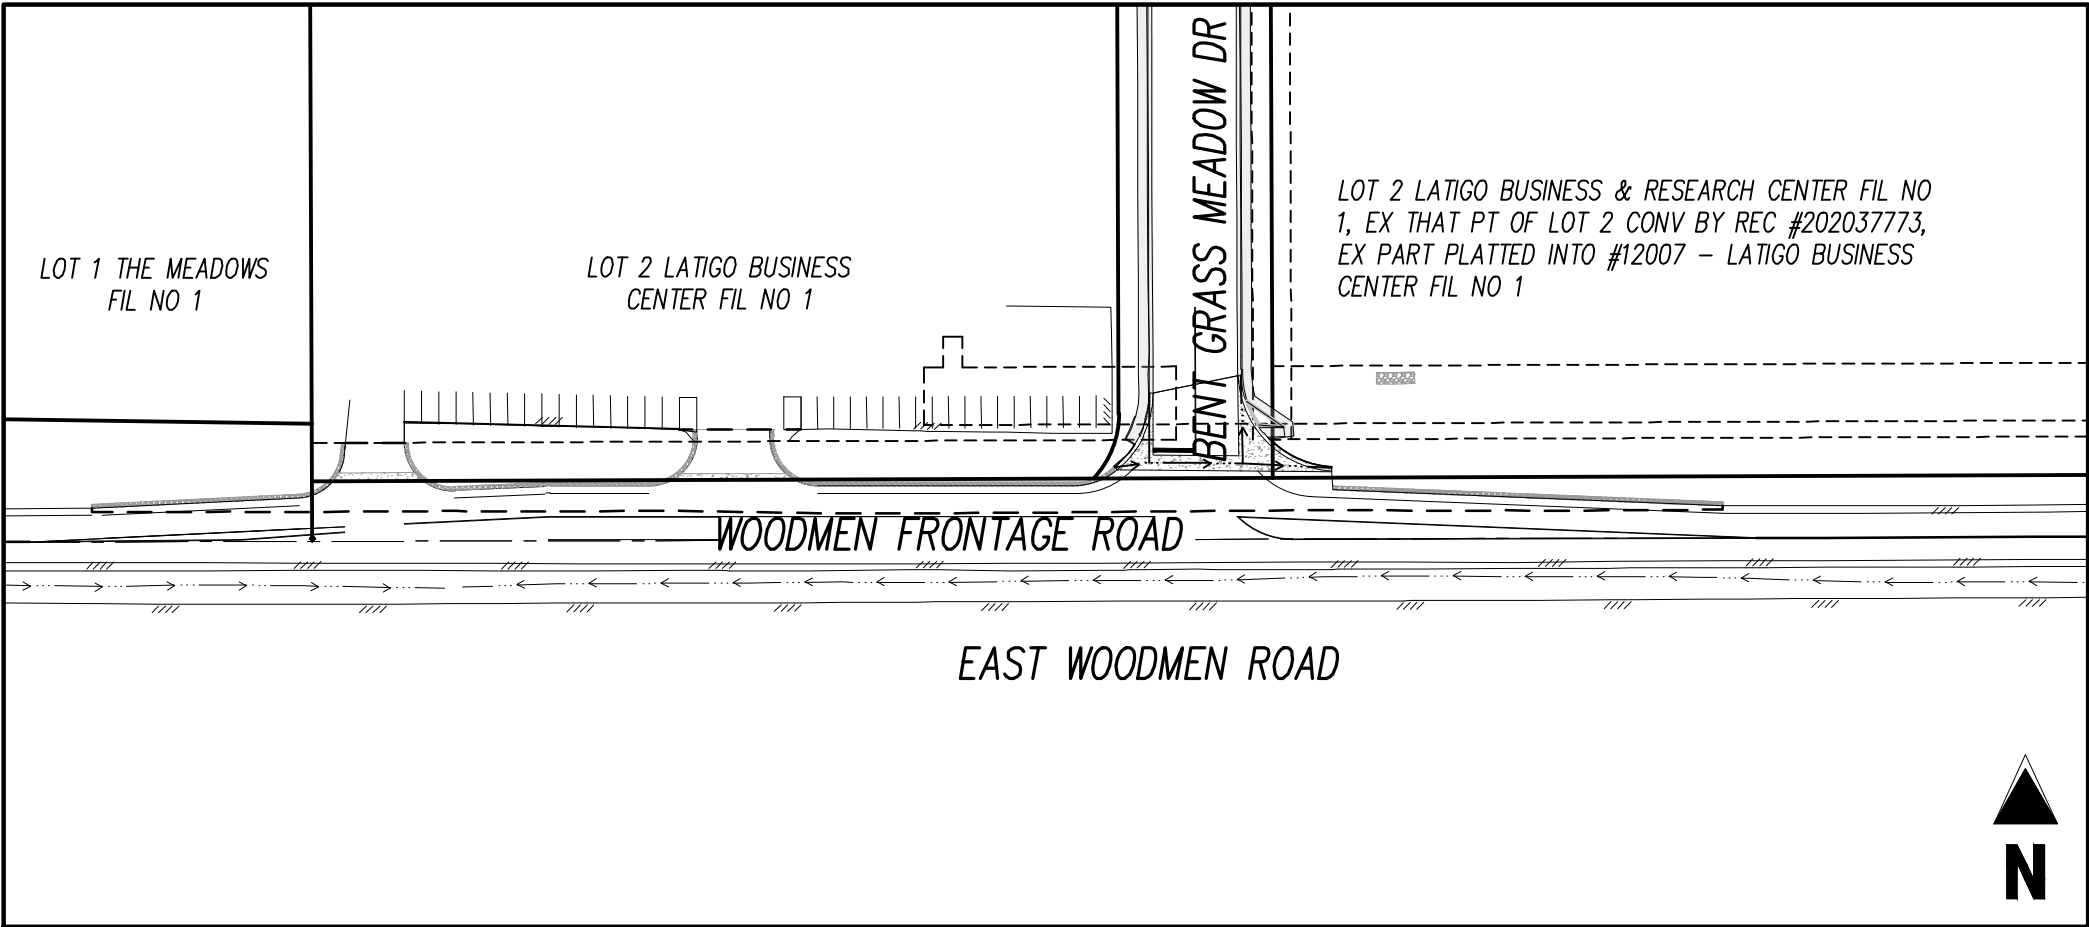 BENT GRASS MEADOW DR
LOT 2 LATIGO BUSINESS & RESEARCH CENTER FIL NO
1, EX THAT PT OF LOT 2 CONV BY REC #202037773,
EX PART PLATTED INTO #12007 – LATIGO BUSINESS
CENTER FIL NO 1
LOT 1 THE MEADOWS
FIL NO 1
LOT 2 LATIGO BUSINESS
CENTER FIL NO 1
WOODMEN FRONTAGE ROAD
EAST WOODMEN ROAD
N